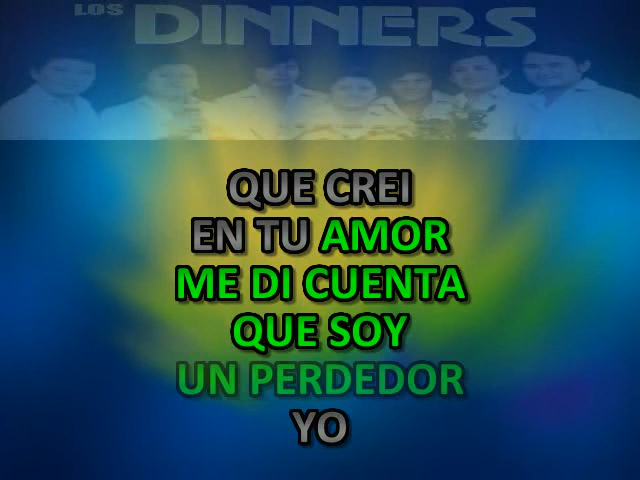 LOS DINNERS
QUE CREI
EN TU AMOR
ME DI CUENTA
QUE SOY
UN PERDEDOR
YO